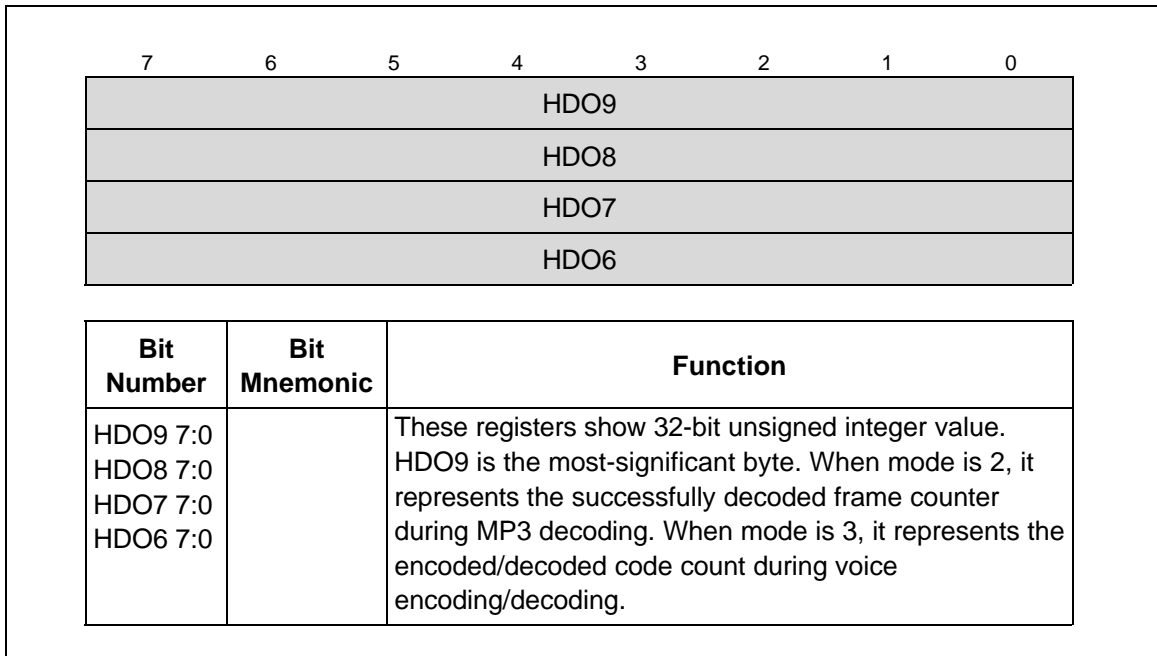 7 6 5 4 3 2 1 0
HDO9
HDO8
HDO7
HDO6
Bit Number Bit Mnemonic Function
HDO9 7:0
HDO8 7:0
HDO7 7:0
HDO6 7:0
These registers show 32-bit unsigned integer value.
HDO9 is the most-significant byte. When mode is 2, it
represents the successfully decoded frame counter
during MP3 decoding. When mode is 3, it represents the
encoded/decoded code count during voice
encoding/decoding.